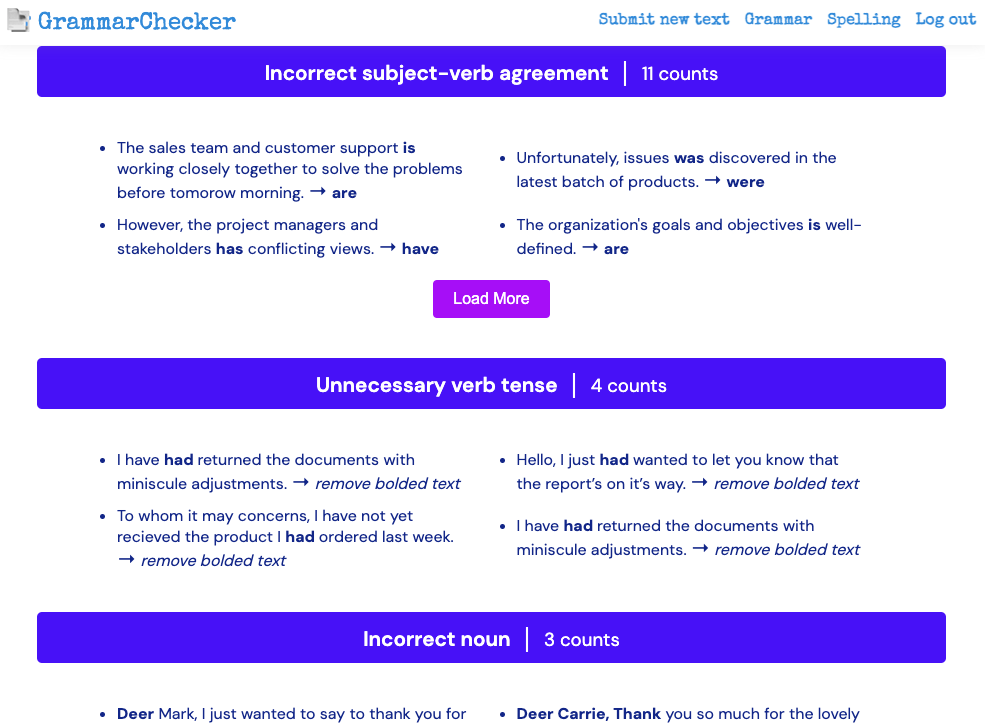 GrammarChecker
Submit new text Grammar Spelling Log out
Incorrect subject-verb agreement | 11 counts
• The sales team and customer support is
working closely together to solve the problems
before tomorow morning. → are
• Unfortunately, issues was discovered in the
latest batch of products. → were
• However, the project managers and
stakeholders has conflicting views. → have
• The organization's goals and objectives is well-
defined. → are
Load More
Unnecessary verb tense | 4 counts
• I have had returned the documents with
miniscule adjustments. → remove bolded text
• Hello, I just had wanted to let you know that
the report’s on it’s way. → remove bolded text
• To whom it may concerns, I have not yet
recieved the product I had ordered last week.
→ remove bolded text
• I have had returned the documents with
miniscule adjustments. → remove bolded text
Incorrect noun | 3 counts
• Deer Mark, I just wanted to say to thank you for
• Deer Carrie, Thank you so much for the lovely